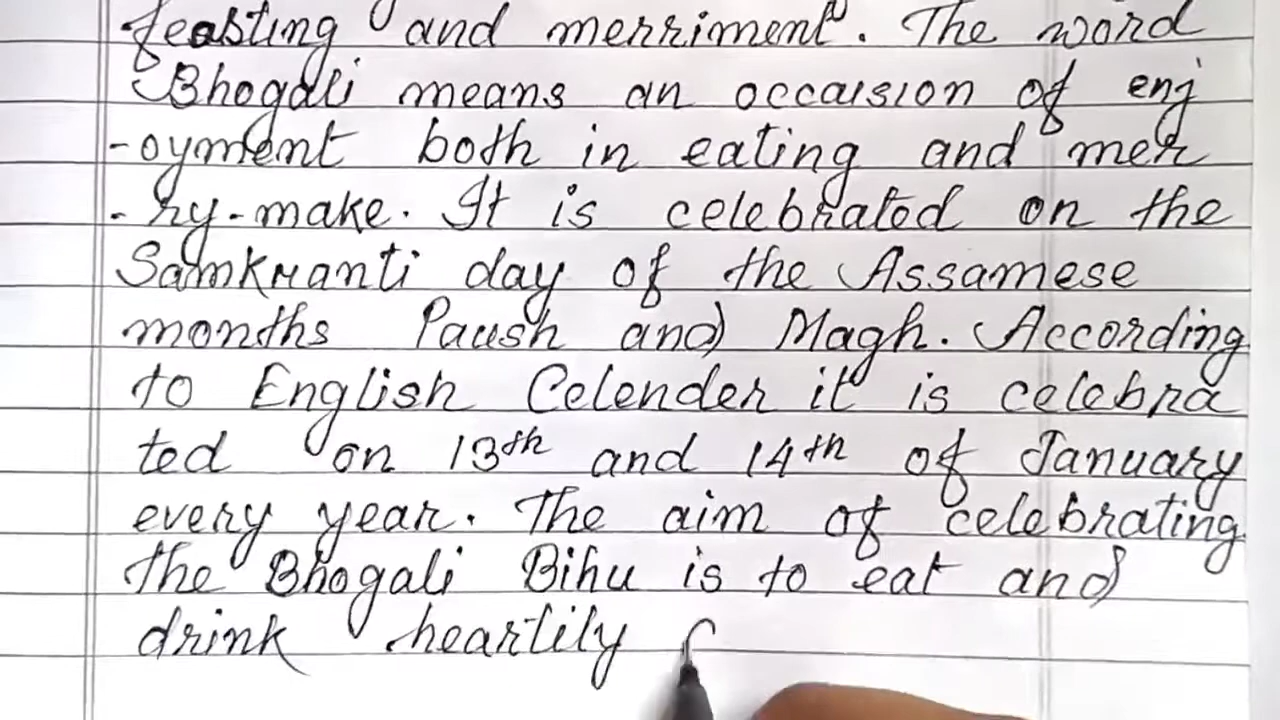 feasting and merriment. The word
Bhogali means an occaision of enj
-oyment both in eating and mer
-ry-make. It is celebrated on the
Samkranti day of the Assamese
months Paush and Magh. According
to English Celender it is celebra
ted on 13th and 14th of January
every year. The aim of celebrating
the Bhogali Bihu is to eat and
drink heartily